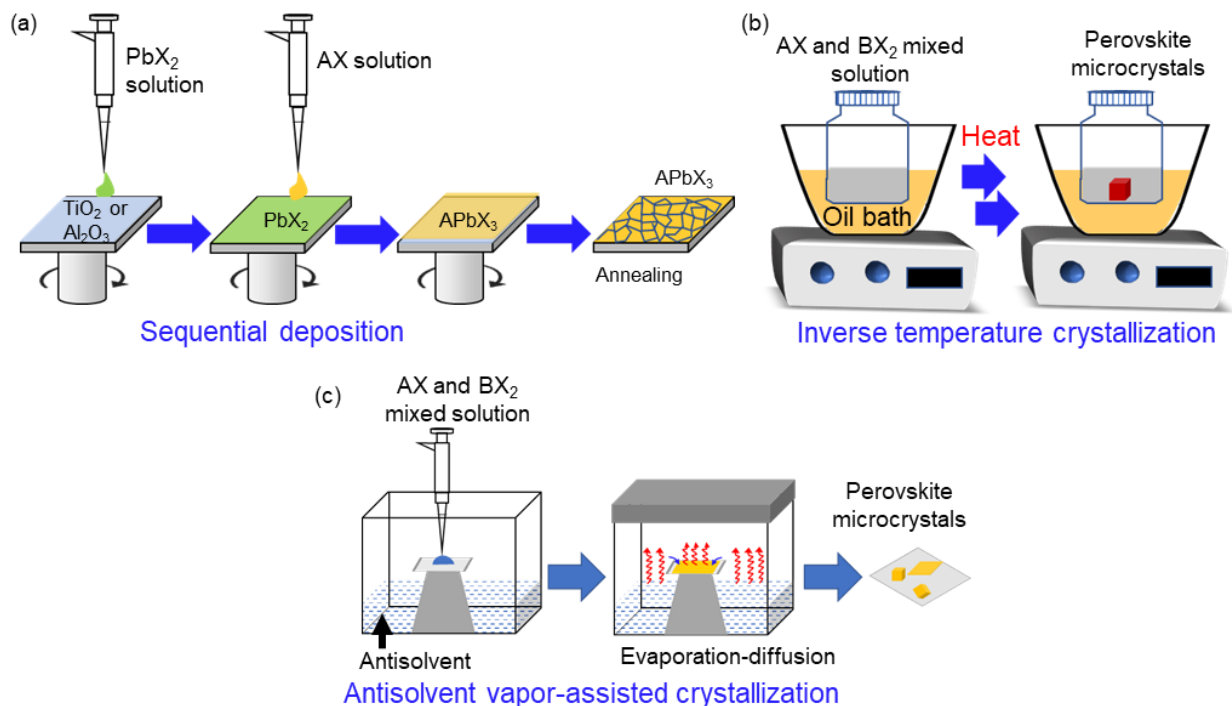 (a)
PbX₂
solution
AX solution
TiO₂ or
Al₂O₃
PbX₂
APbX₃
APbX₃
Annealing
Sequential deposition
(b)
AX and BX₂ mixed
solution
Perovskite
microcrystals
Heat
Oil bath
Inverse temperature crystallization
(c)
AX and BX₂
mixed solution
Perovskite
microcrystals
Antisolvent
Evaporation-diffusion
Antisolvent vapor-assisted crystallization